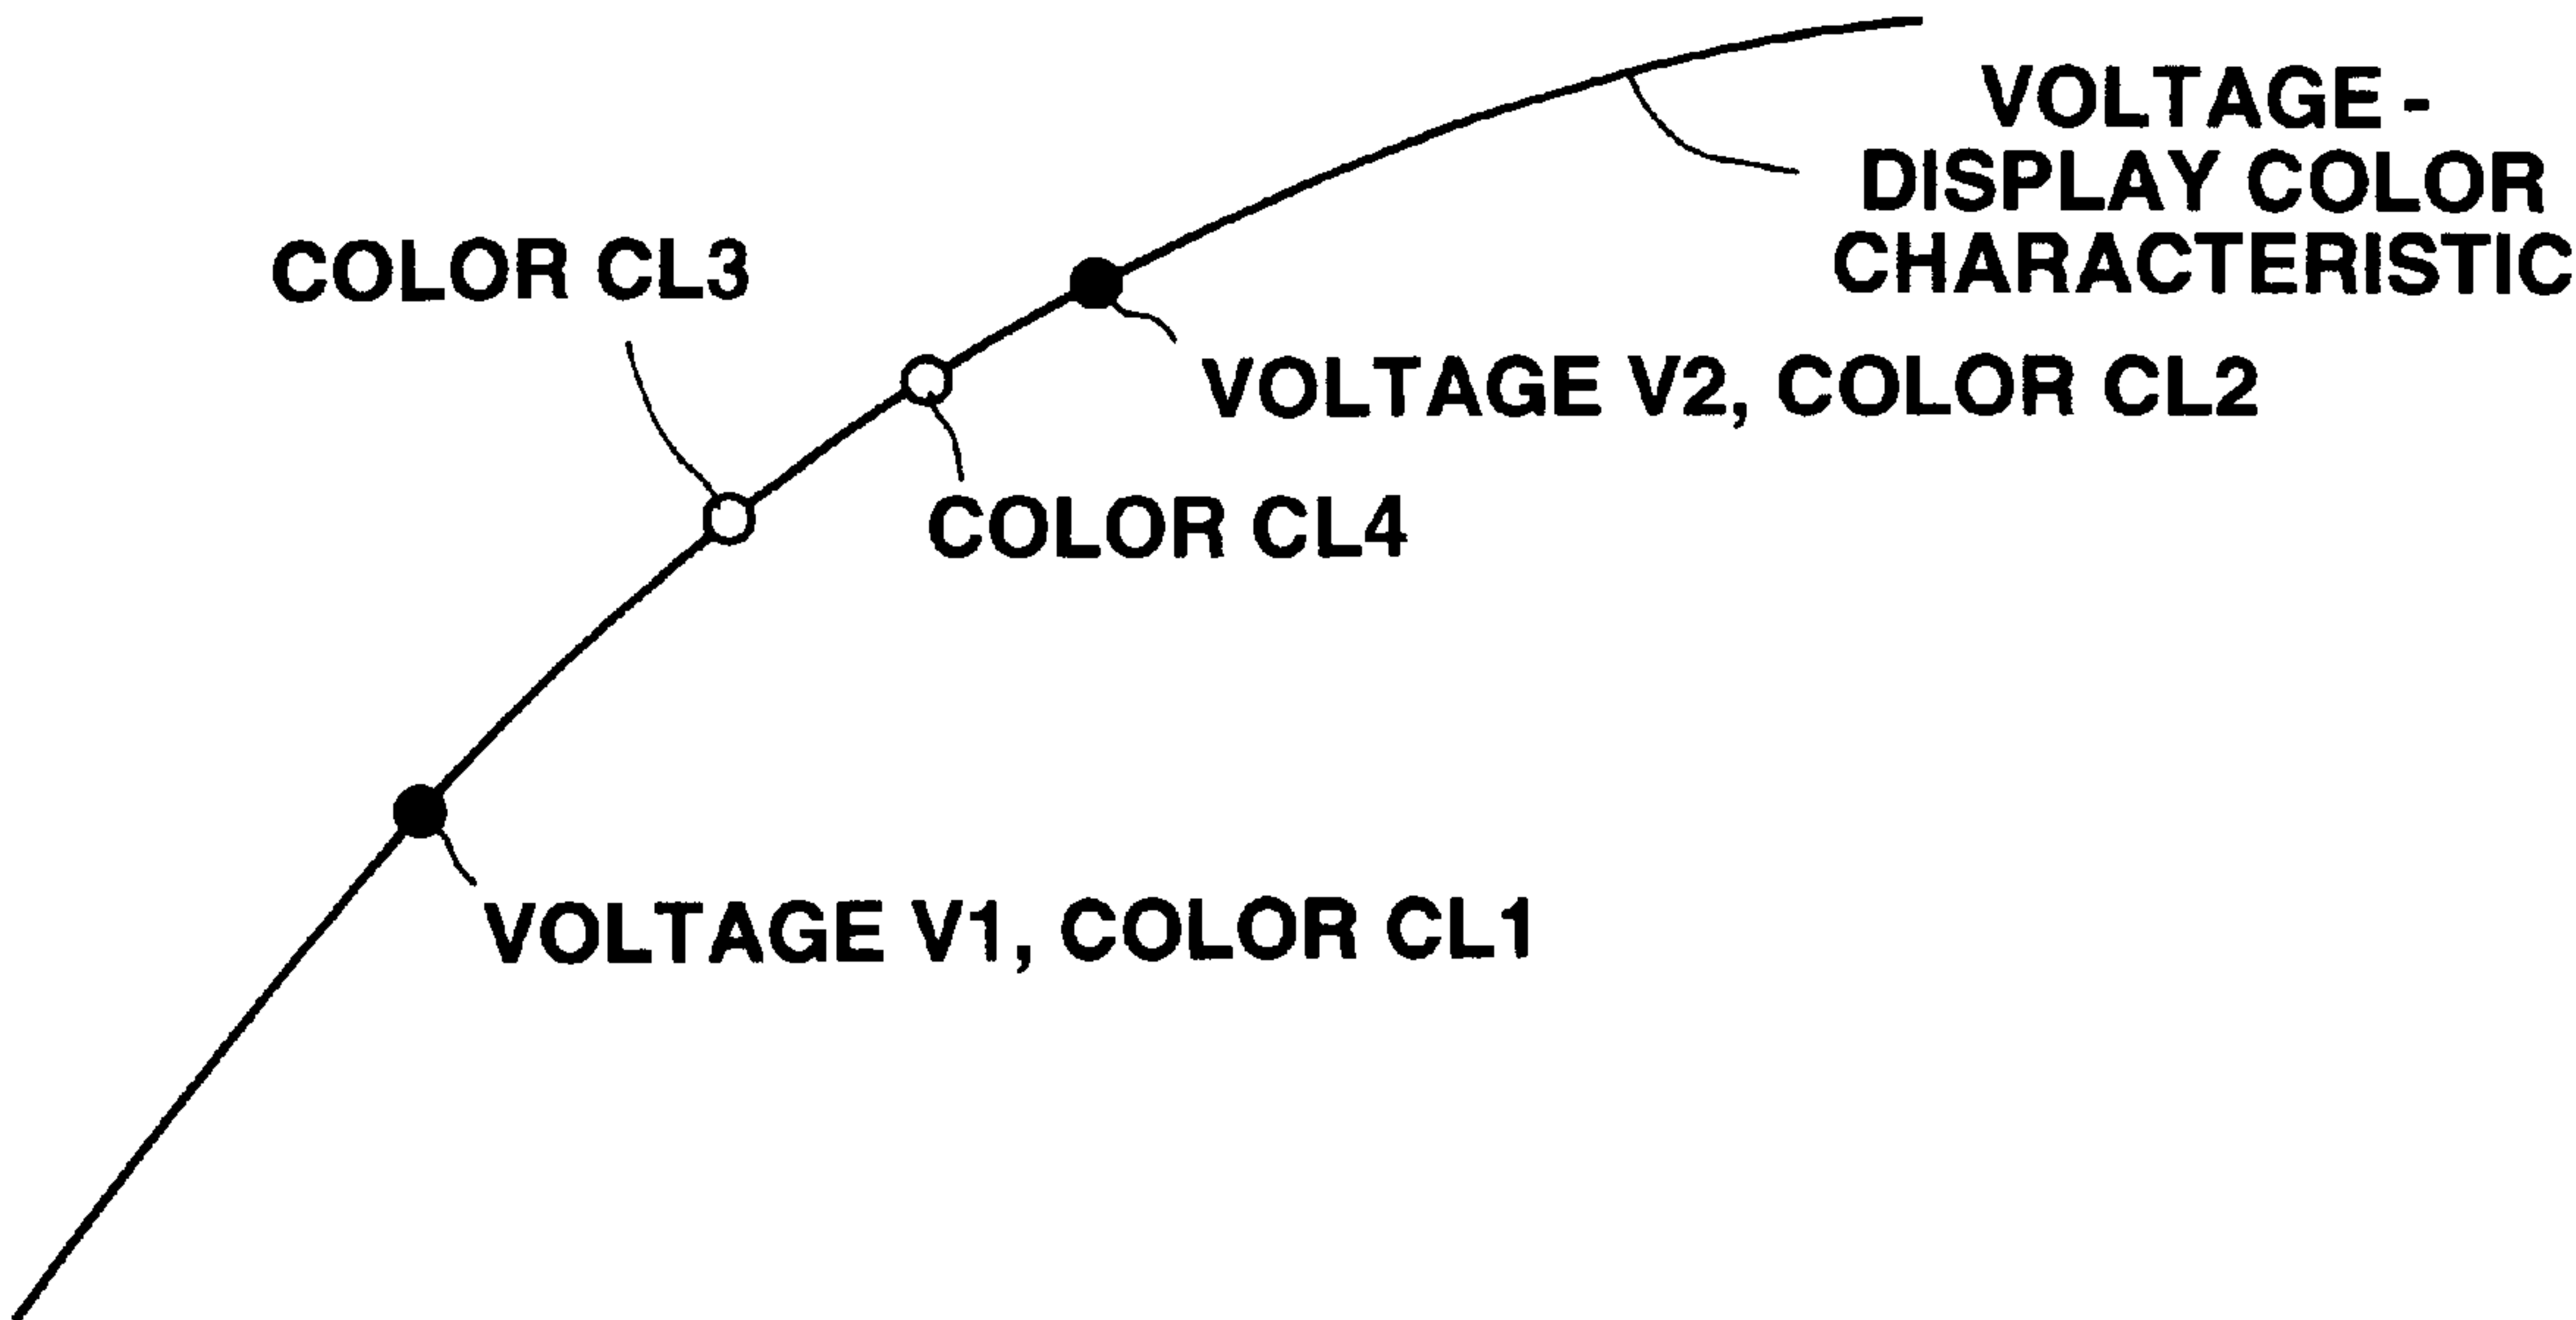 VOLTAGE -
DISPLAY COLOR
CHARACTERISTIC
COLOR CL3
VOLTAGE V2, COLOR CL2
COLOR CL4
VOLTAGE V1, COLOR CL1